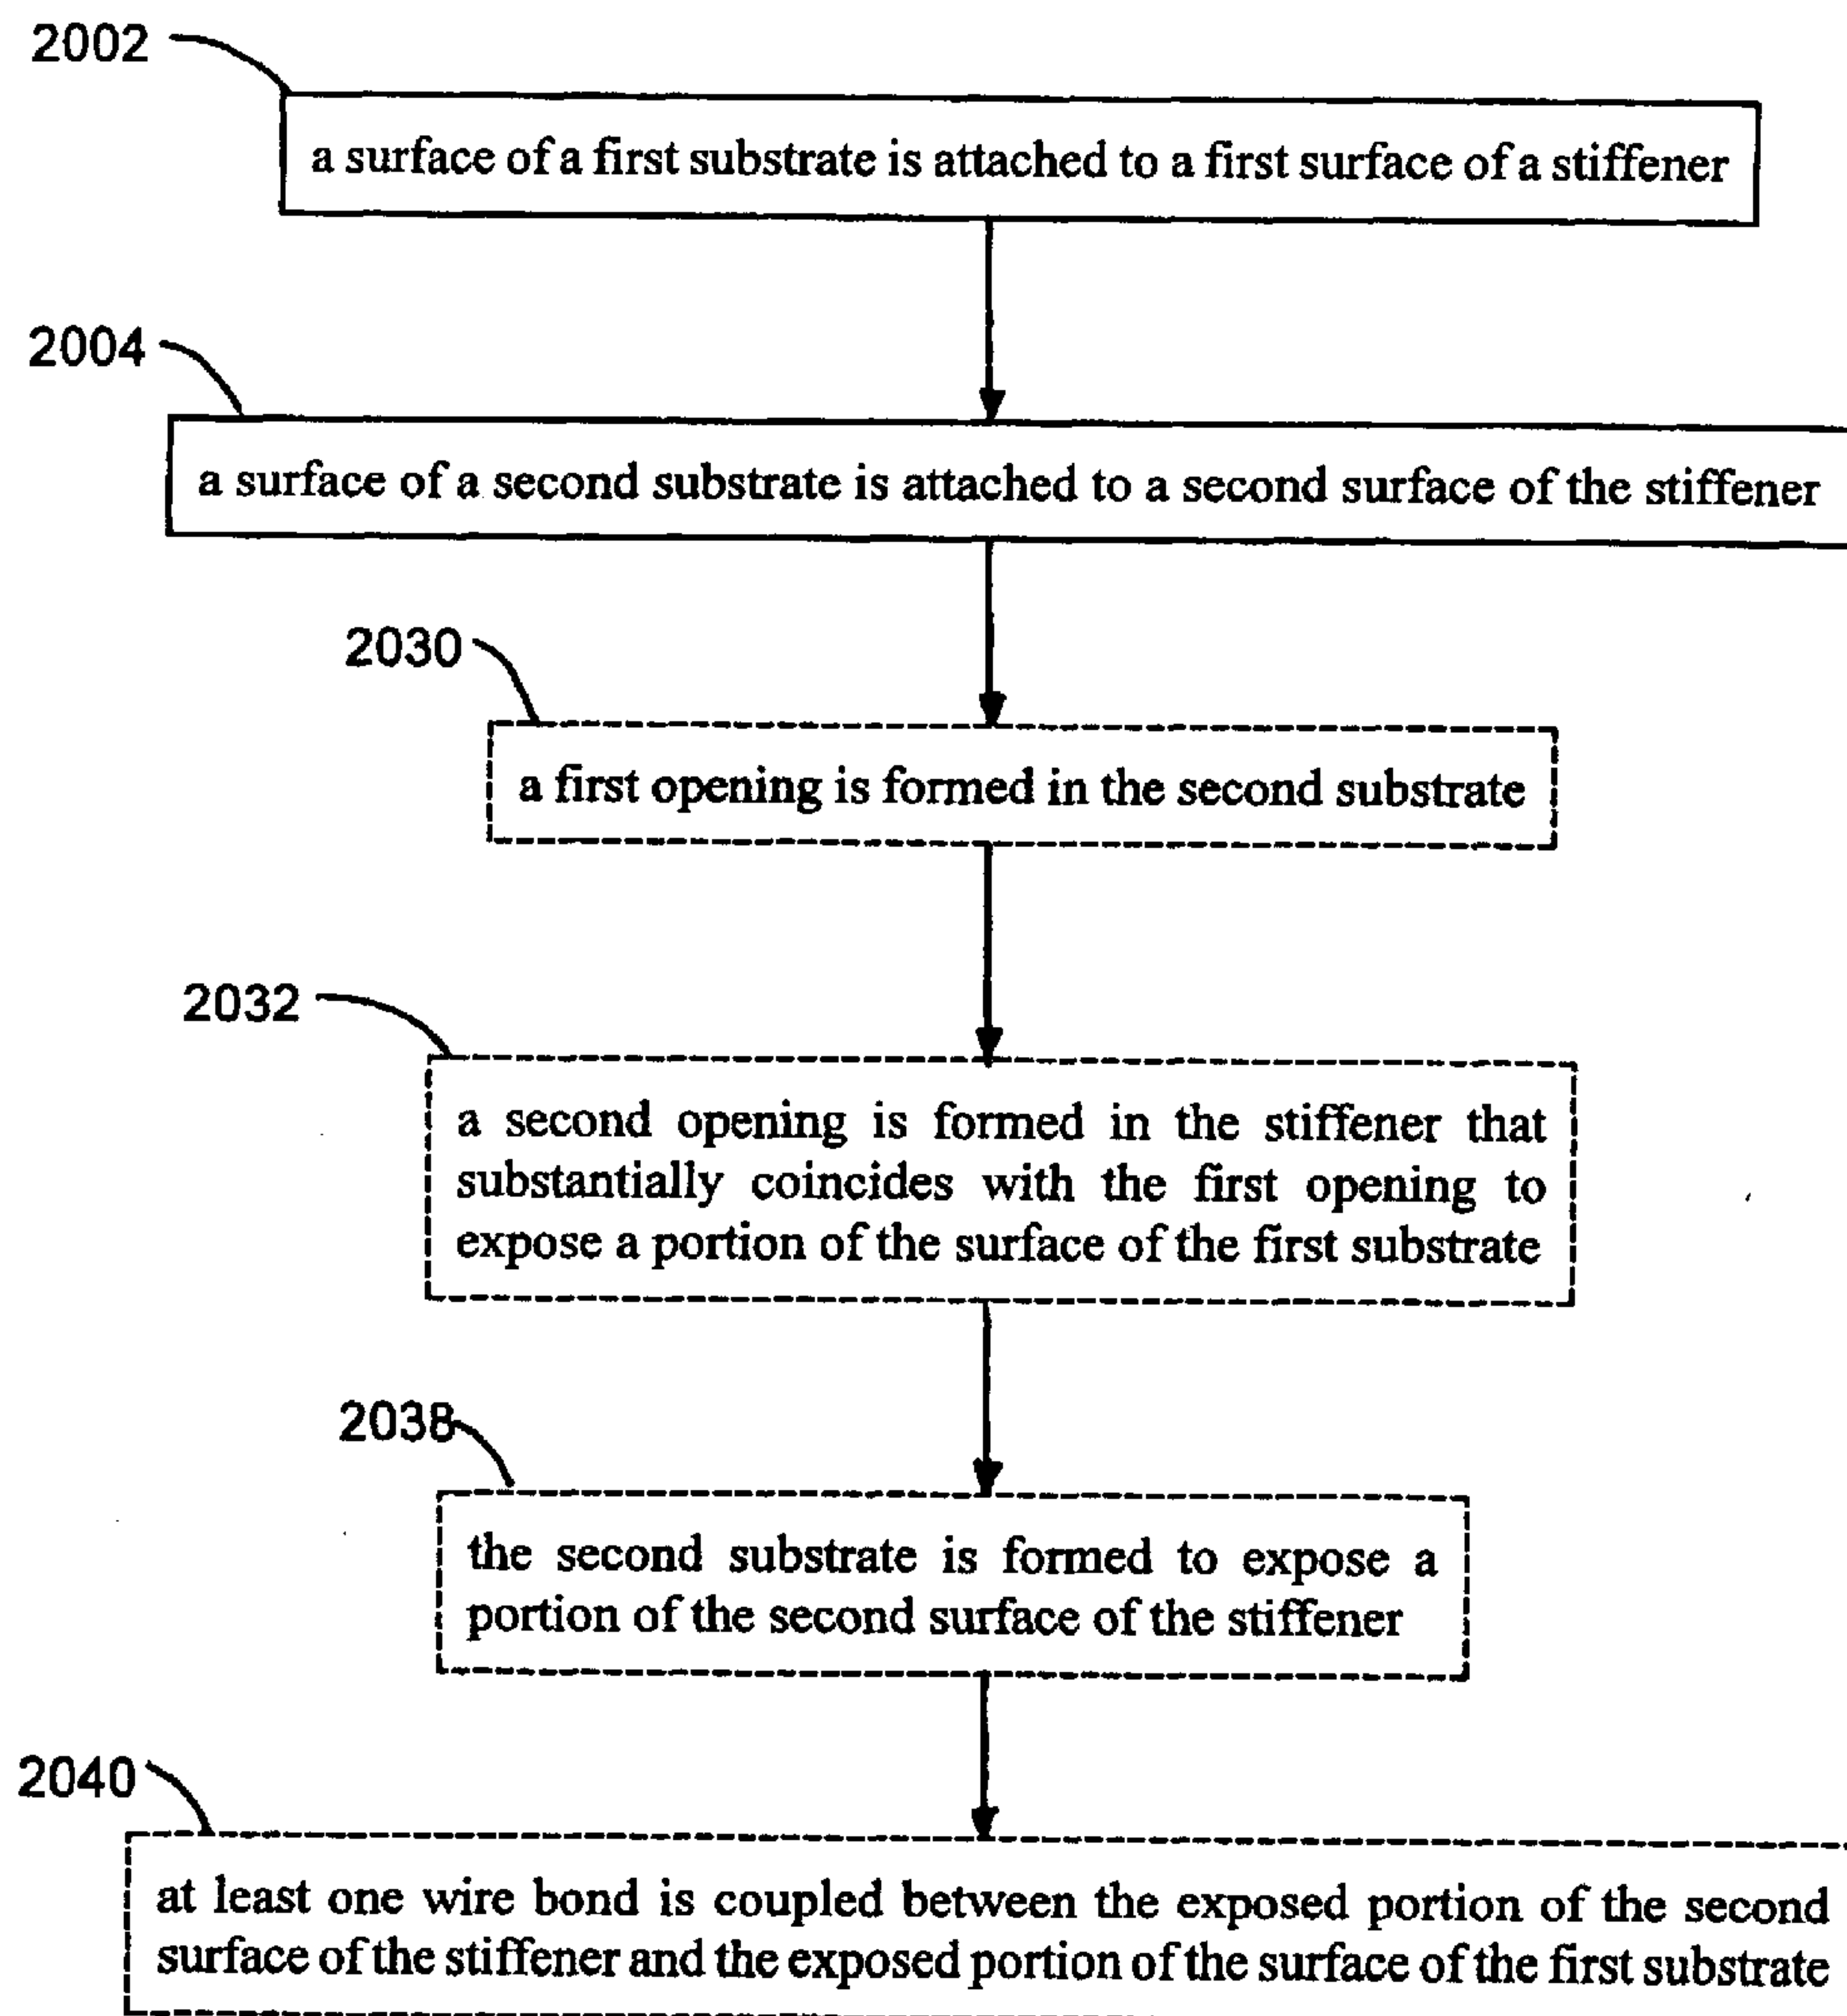 2002
a surface of a first substrate is attached to a first surface of a stiffener
2004
a surface of a second substrate is attached to a second surface of the stiffener
2030
a first opening is formed in the second substrate
2032
a second opening is formed in the stiffener that
substantially coincides with the first opening to
expose a portion of the surface of the first substrate
2038
the second substrate is formed to expose a
portion of the second surface of the stiffener
2040
at least one wire bond is coupled between the exposed portion of the second
surface of the stiffener and the exposed portion of the surface of the first substrate